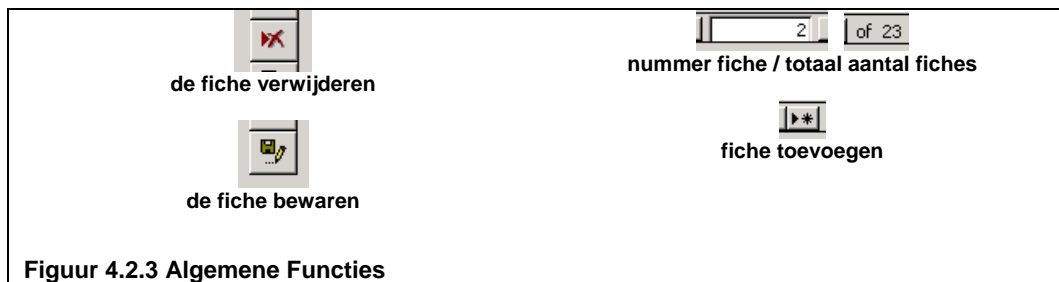 2 of 23
de fiche verwijderen
nummer fiche / totaal aantal fiches
fiche toevoegen
de fiche bewaren
Figuur 4.2.3 Algemene Functies